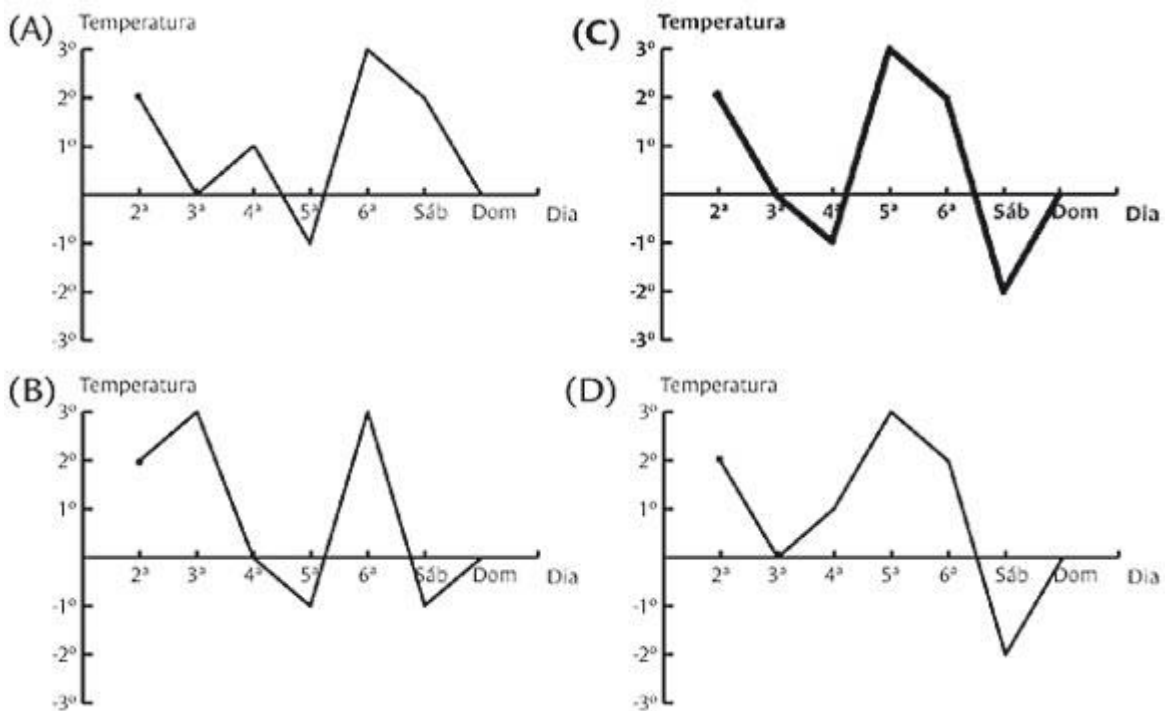 (A) Temperatura
3º
2º
1º
2ª 3ª 4ª 5ª 6ª Sáb Dom Dia
-1º
-2º
-3º
(C) Temperatura
3º
2º
1º
2ª 3ª 4ª 5ª 6ª Sáb Dom Dia
-1º
-2º
-3º
(B) Temperatura
3º
2º
1º
2ª 3ª 4ª 5ª 6ª Sáb Dom Dia
-1º
-2º
-3º
(D) Temperatura
3º
2º
1º
2ª 3ª 4ª 5ª 6ª Sáb Dom Dia
-1º
-2º
-3º